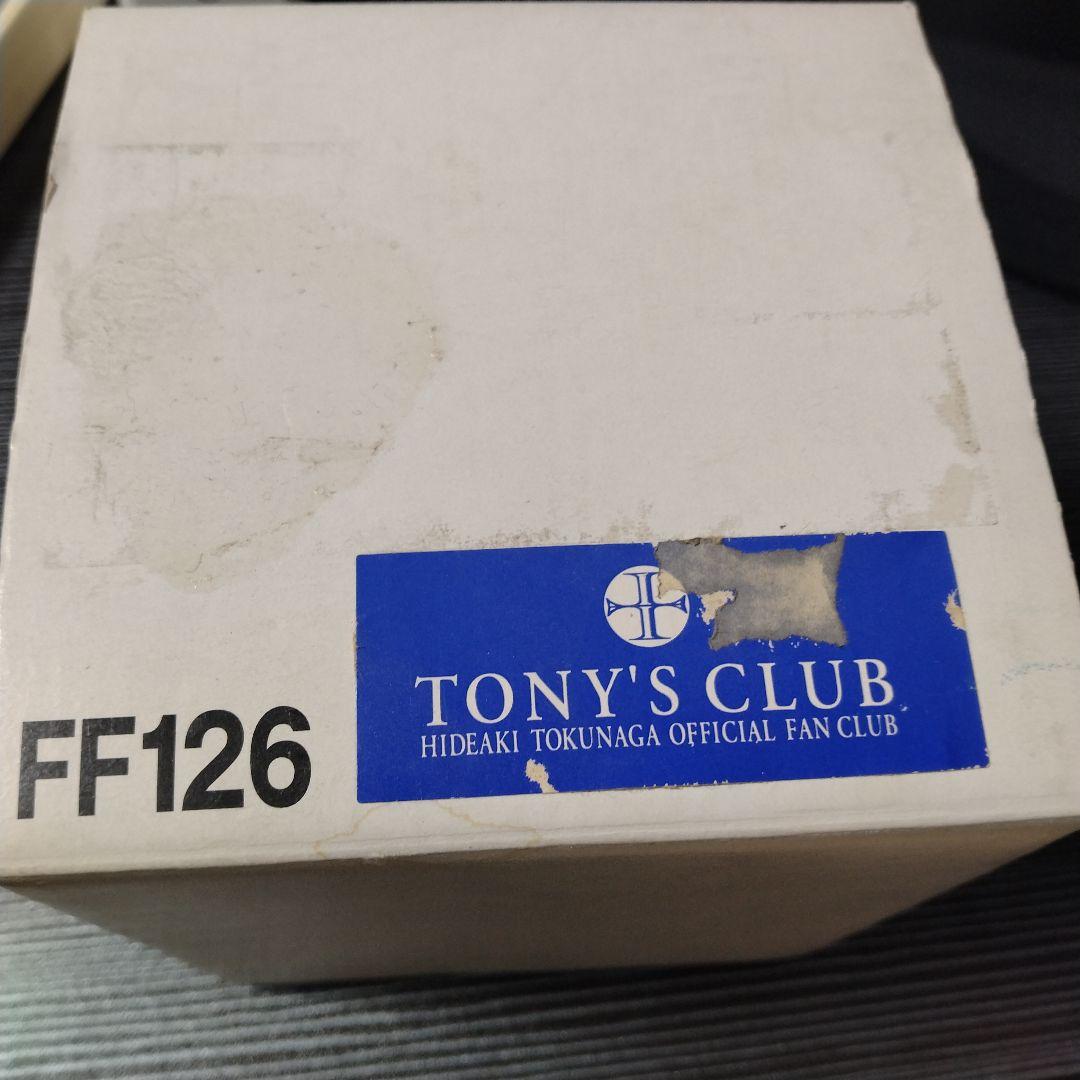 TONY'S CLUB
HIDEAKI TOKUNAGA OFFICIAL FAN CLUB
FF126